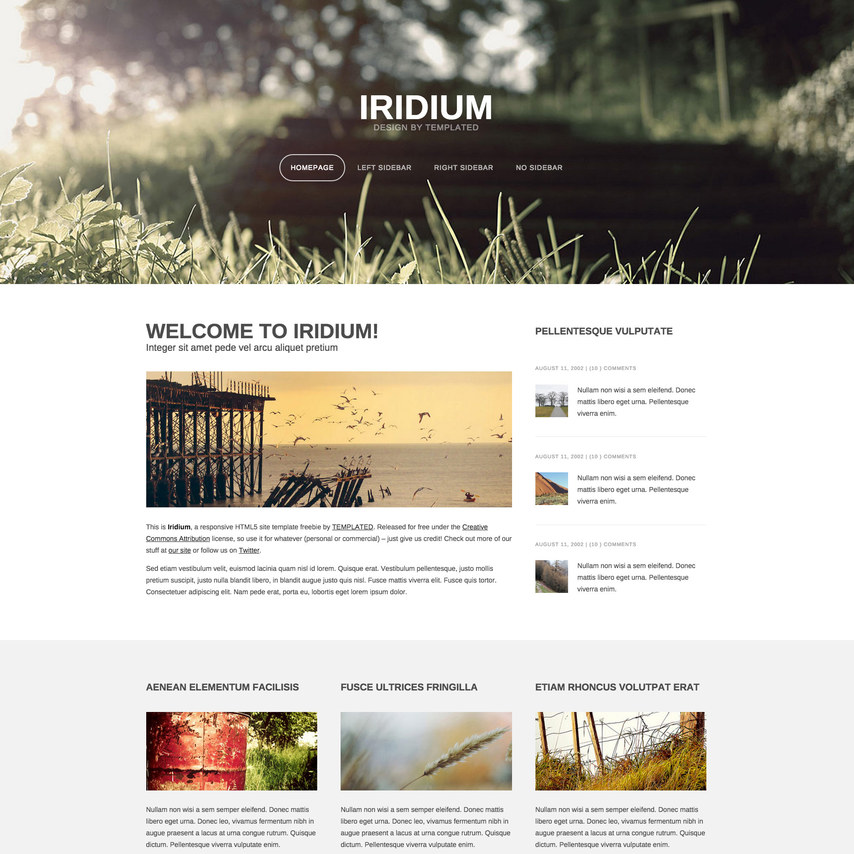 IRIDIUM
DESIGN BY TEMPLATED
HOMEPAGE LEFT SIDEBAR RIGHT SIDEBAR NO SIDEBAR
WELCOME TO IRIDIUM!
Integer sit amet pede vel arcu aliquet pretium
This is Iridium, a responsive HTML5 site template freebie by TEMPLATED. Released for free under the Creative
Commons Attribution license, so use it for whatever (personal or commercial) – just give us credit! Check out more of our
stuff at our site or follow us on Twitter.
Sed etiam vestibulum velit, euismod lacinia quam nisl id lorem. Quisque erat. Vestibulum pellentesque, justo mollis
pretium suscipit, justo nulla blandit libero, in blandit augue justo quis nisl. Fusce mattis viverra elit. Fusce quis tortor.
Consectetuer adipiscing elit. Nam pede erat, porta eu, lobortis eget lorem ipsum dolor.
PELLENTESQUE VULPUTATE
AUGUST 11, 2002 | (10 ) COMMENTS
Nullam non wisi a sem eleifend. Donec
mattis libero eget urna. Pellentesque
viverra enim.
AUGUST 11, 2002 | (10 ) COMMENTS
Nullam non wisi a sem eleifend. Donec
mattis libero eget urna. Pellentesque
viverra enim.
AUGUST 11, 2002 | (10 ) COMMENTS
Nullam non wisi a sem eleifend. Donec
mattis libero eget urna. Pellentesque
viverra enim.
AENEAN ELEMENTUM FACILISIS
Nullam non wisi a sem semper eleifend. Donec mattis
libero eget urna. Donec leo, vivamus fermentum nibh in
augue praesent a lacus at urna congue rutrum. Quisque
dictum. Pellentesque viverra vulputate enim.
FUSCE ULTRICES FRINGILLA
Nullam non wisi a sem semper eleifend. Donec mattis
libero eget urna. Donec leo, vivamus fermentum nibh in
augue praesent a lacus at urna congue rutrum. Quisque
dictum. Pellentesque viverra vulputate enim.
ETIAM RHONCUS VOLUTPAT ERAT
Nullam non wisi a sem semper eleifend. Donec mattis
libero eget urna. Donec leo, vivamus fermentum nibh in
augue praesent a lacus at urna congue rutrum. Quisque
dictum. Pellentesque viverra vulputate enim.